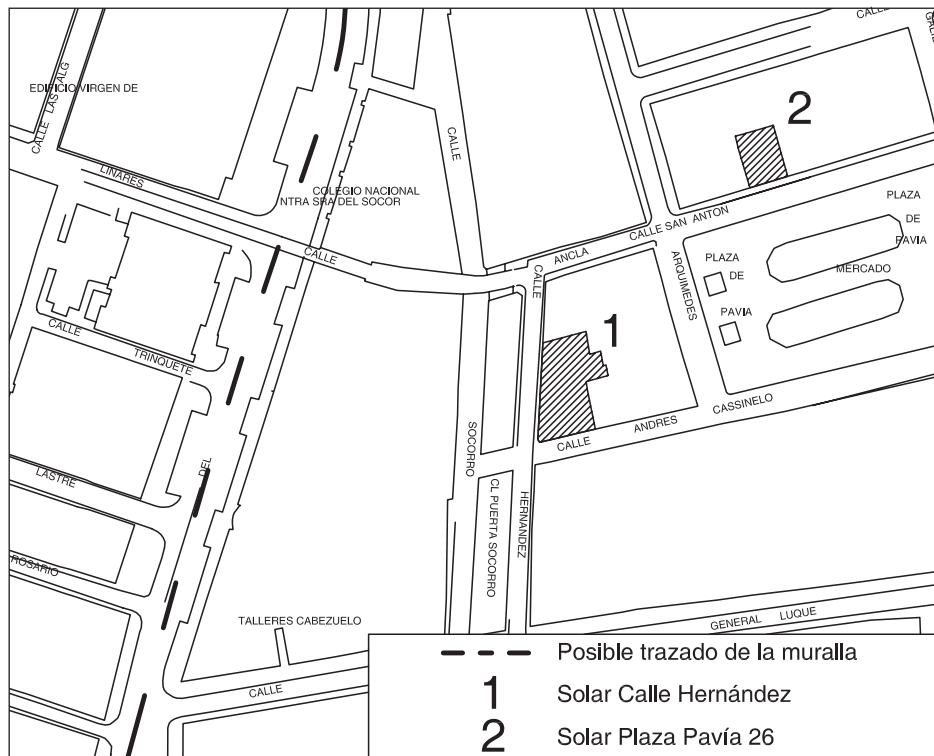 CALLE
GALIL
EDIFICIO VIRGEN DE
CALLE LAS ALG
2
CALLE
LINARES
COLEGIO NACIONAL
NTRA SRA DEL SOCOR
PLAZA
DE
PAVIA
CALLE SAN ANTON
CALLE
ANCLA
PLAZA
DE
PAVIA
MERCADO
ARQUIMEDES
CALLE
CALLE
TRINQUETE
1
CASSINELO
ANDRES
CALLE
SOCORRO
DEL
LASTRE
CL PUERTA SOCORRO
HERNANDEZ
ROSARIO
TALLERES CABEZUELO
GENERAL LUQUE
CALLE
Posible trazado de la muralla
1 Solar Calle Hernández
2 Solar Plaza Pavía 26